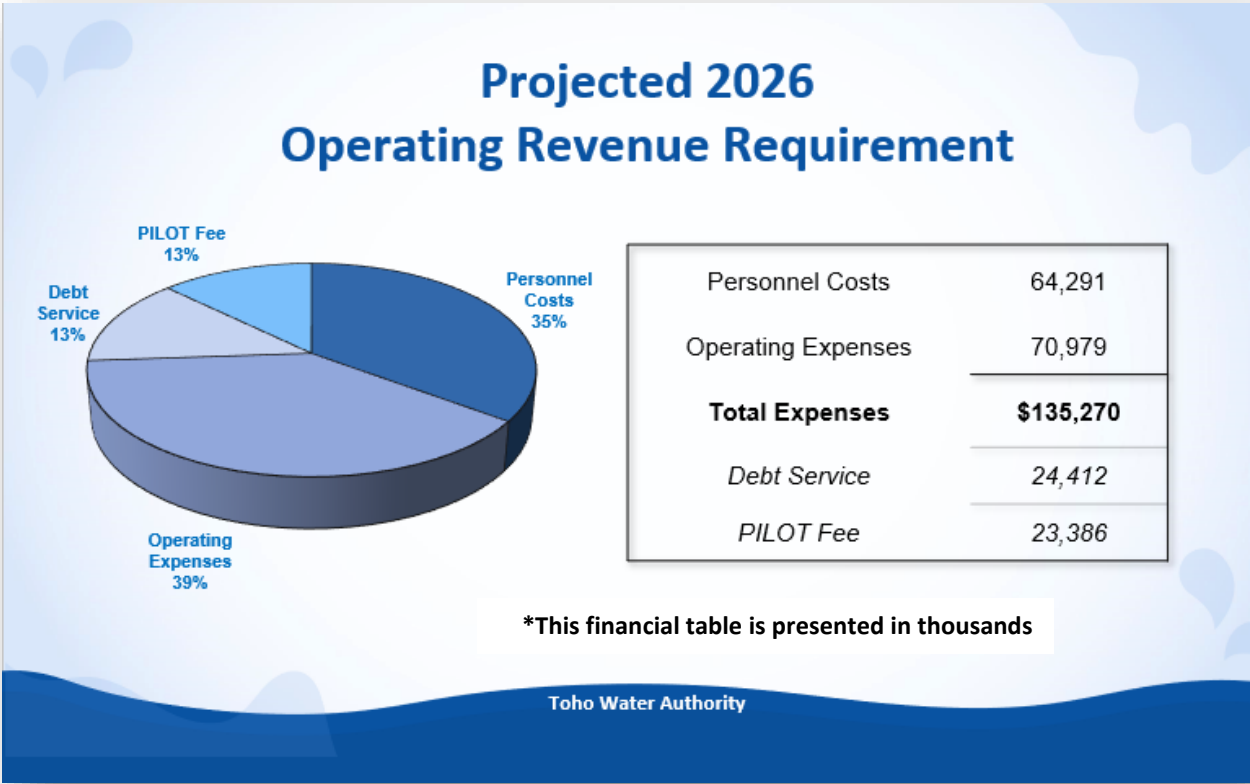 Projected 2026
Operating Revenue Requirement
PILOT Fee
13%
Debt
Service
13%
Personnel
Costs
35%
Operating
Expenses
39%
Personnel Costs 64,291
Operating Expenses 70,979
Total Expenses $135,270
Debt Service 24,412
PILOT Fee 23,386
*This financial table is presented in thousands
Toho Water Authority